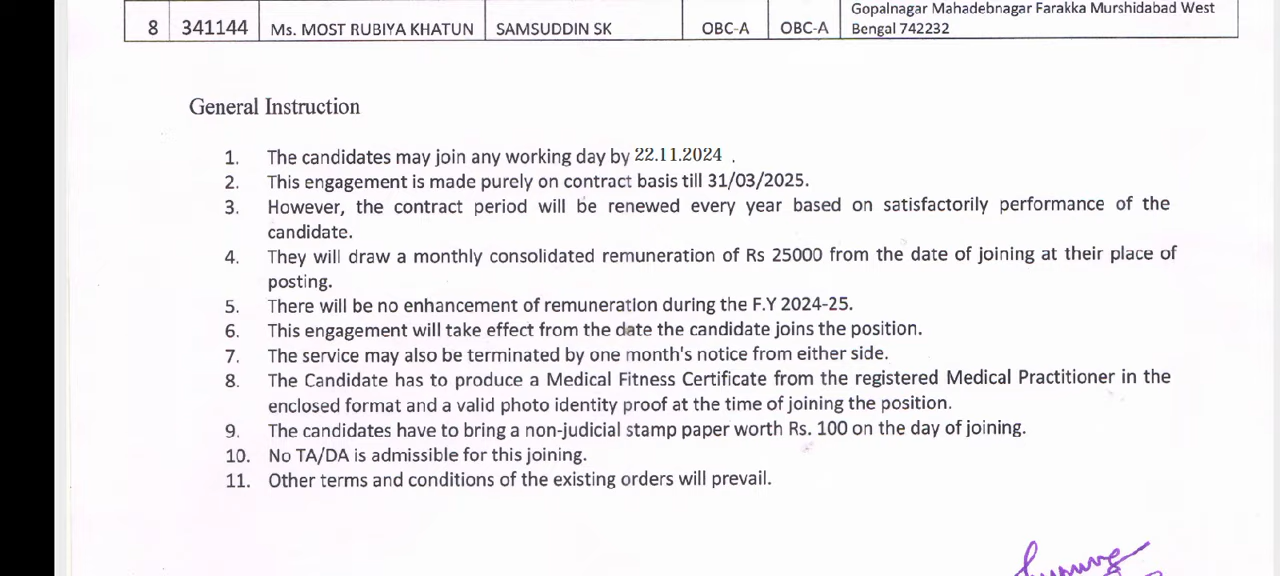 Gopalnagar Mahadebnagar Farakka Murshidabad West
8 341144 Ms. MOST RUBIYA KHATUN SAMSUDDIN SK OBC-A OBC-A Bengal 742232
General Instruction
1. The candidates may join any working day by 22.11.2024 .
2. This engagement is made purely on contract basis till 31/03/2025.
3. However, the contract period will be renewed every year based on satisfactorily performance of the
candidate.
4. They will draw a monthly consolidated remuneration of Rs 25000 from the date of joining at their place of
posting.
5. There will be no enhancement of remuneration during the F.Y 2024-25.
6. This engagement will take effect from the date the candidate joins the position.
7. The service may also be terminated by one month's notice from either side.
8. The Candidate has to produce a Medical Fitness Certificate from the registered Medical Practitioner in the
enclosed format and a valid photo identity proof at the time of joining the position.
9. The candidates have to bring a non-judicial stamp paper worth Rs. 100 on the day of joining.
10. No TA/DA is admissible for this joining.
11. Other terms and conditions of the existing orders will prevail.